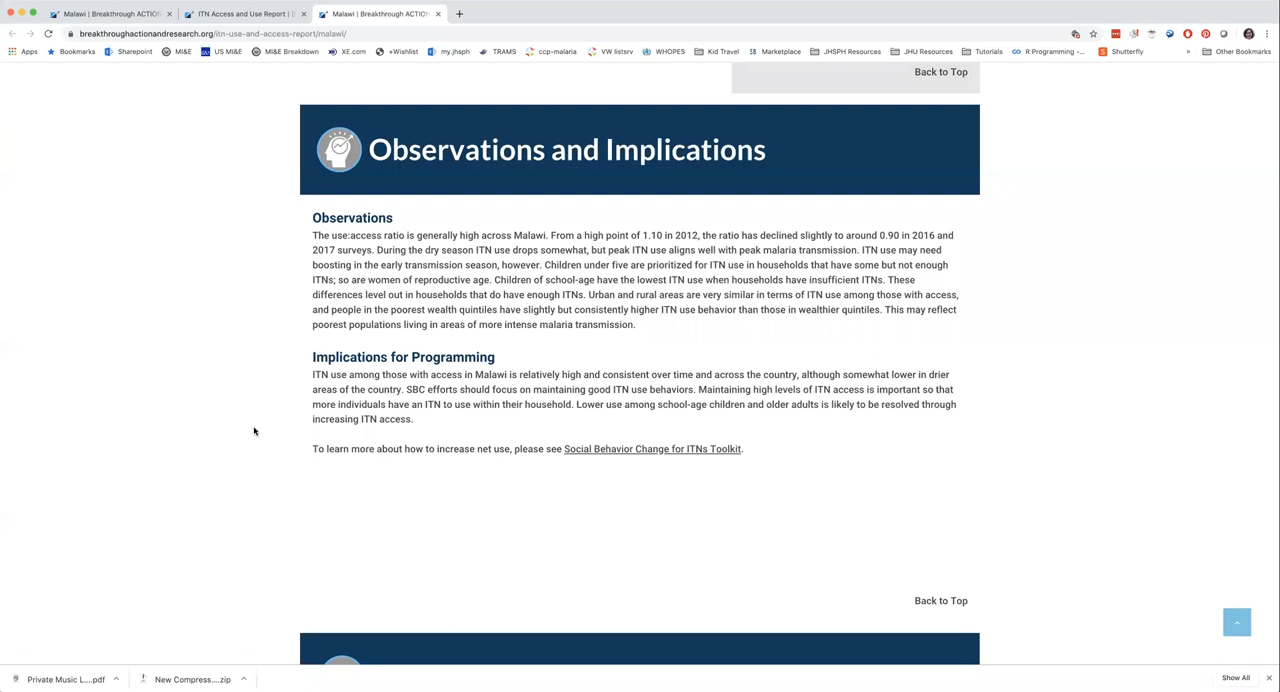 Malawi | Breakthrough ACTION
ITN Access and Use Report | D
Malawi | Breakthrough ACTION
breakthroughactionandresearch.org/itn-use-and-access-report/malawi/
Apps Bookmarks Sharepoint MI&E US MI&E MI&E Breakdown XE.com +Wishlist my.jhsph TRAMS ccp-malaria VW listsrv WHOPES Kid Travel Marketplace JHSPH Resources JHU Resources Tutorials R Programming -... Shutterfly » Other Bookmarks
Back to Top
Observations and Implications
Observations
The use:access ratio is generally high across Malawi. From a high point of 1.10 in 2012, the ratio has declined slightly to around 0.90 in 2016 and
2017 surveys. During the dry season ITN use drops somewhat, but peak ITN use aligns well with peak malaria transmission. ITN use may need
boosting in the early transmission season, however. Children under five are prioritized for ITN use in households that have some but not enough
ITNs; so are women of reproductive age. Children of school-age have the lowest ITN use when households have insufficient ITNs. These
differences level out in households that do have enough ITNs. Urban and rural areas are very similar in terms of ITN use among those with access,
and people in the poorest wealth quintiles have slightly but consistently higher ITN use behavior than those in wealthier quintiles. This may reflect
poorest populations living in areas of more intense malaria transmission.
Implications for Programming
ITN use among those with access in Malawi is relatively high and consistent over time and across the country, although somewhat lower in drier
areas of the country. SBC efforts should focus on maintaining good ITN use behaviors. Maintaining high levels of ITN access is important so that
more individuals have an ITN to use within their household. Lower use among school-age children and older adults is likely to be resolved through
increasing ITN access.
To learn more about how to increase net use, please see Social Behavior Change for ITNs Toolkit.
Back to Top
Private Music L....pdf
New Compress....zip
Show All